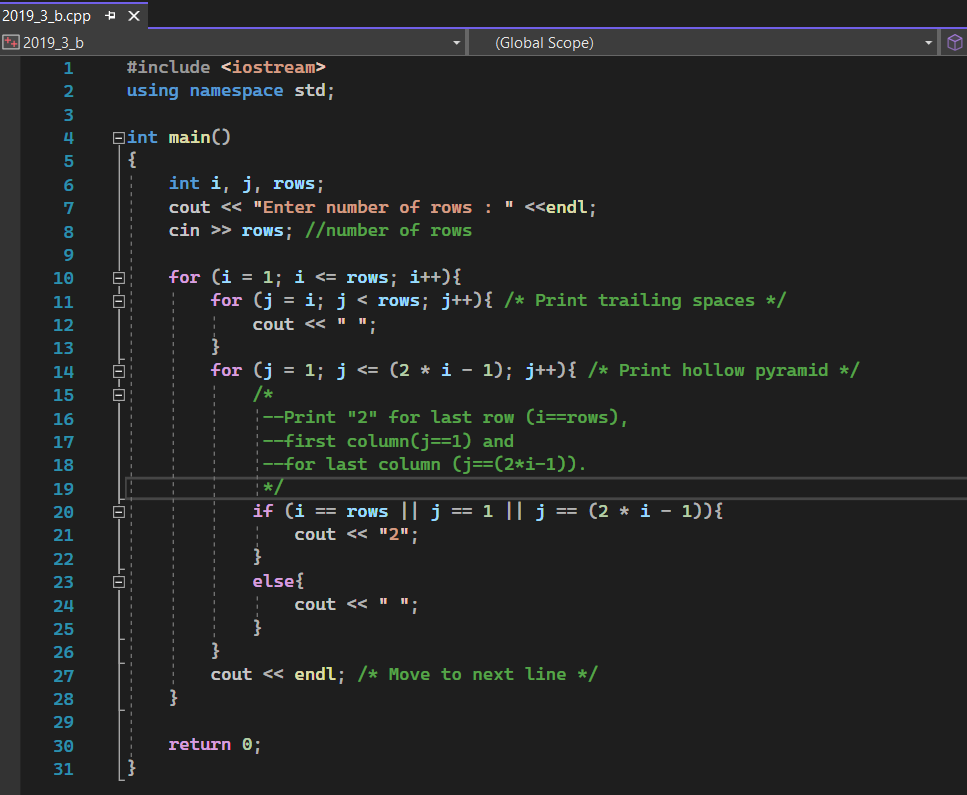 2019_3_b.cpp
2019_3_b (Global Scope)
1 #include <iostream>
2 using namespace std;
3
4 int main()
5 {
6 int i, j, rows;
7 cout << "Enter number of rows : " <<endl;
8 cin >> rows; //number of rows
9
10 for (i = 1; i <= rows; i++){
11 for (j = i; j < rows; j++){ /* Print trailing spaces */
12 cout << " ";
13 }
14 for (j = 1; j <= (2 * i - 1); j++){ /* Print hollow pyramid */
15 /*
16 --Print "2" for last row (i==rows),
17 --first column(j==1) and
18 --for last column (j==(2*i-1)).
19 */
20 if (i == rows || j == 1 || j == (2 * i - 1)){
21 cout << "2";
22 }
23 else{
24 cout << " ";
25 }
26 }
27 cout << endl; /* Move to next line */
28 }
29
30 return 0;
31 }